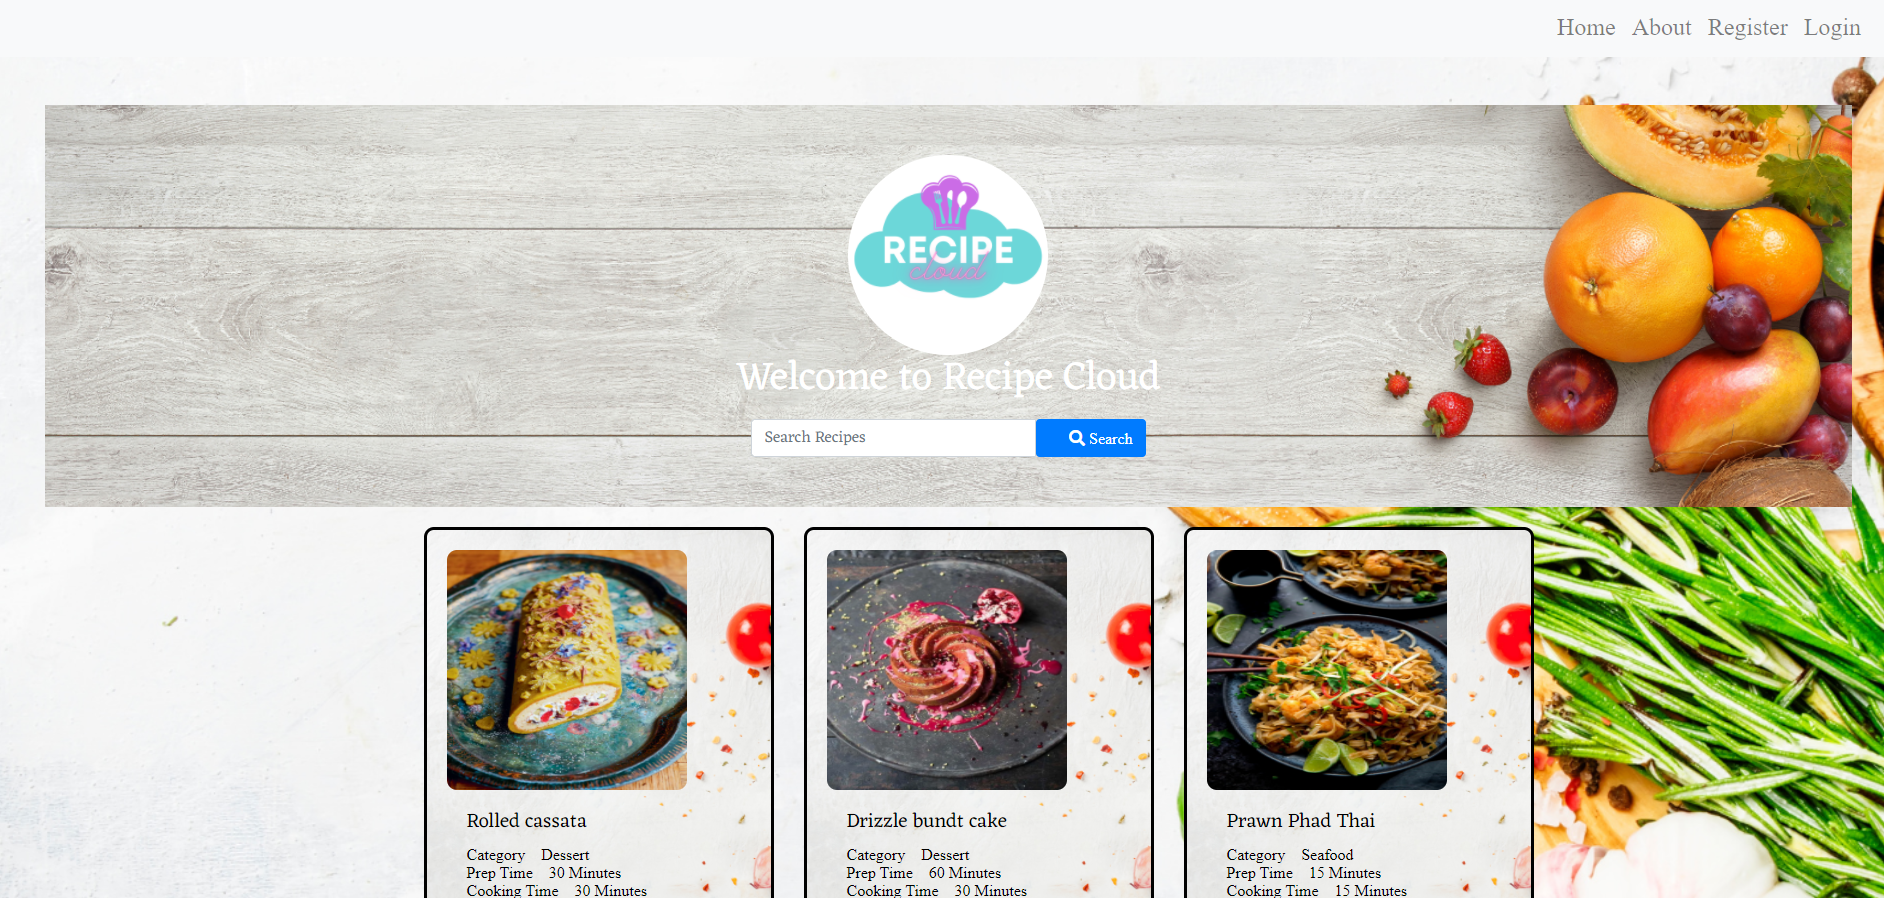 Home About Register Login
RECIPE
cloud
Welcome to Recipe Cloud
Search Recipes
Search
Rolled cassata
Category Dessert
Prep Time 30 Minutes
Cooking Time 30 Minutes
Drizzle bundt cake
Category Dessert
Prep Time 60 Minutes
Cooking Time 30 Minutes
Prawn Phad Thai
Category Seafood
Prep Time 15 Minutes
Cooking Time 15 Minutes